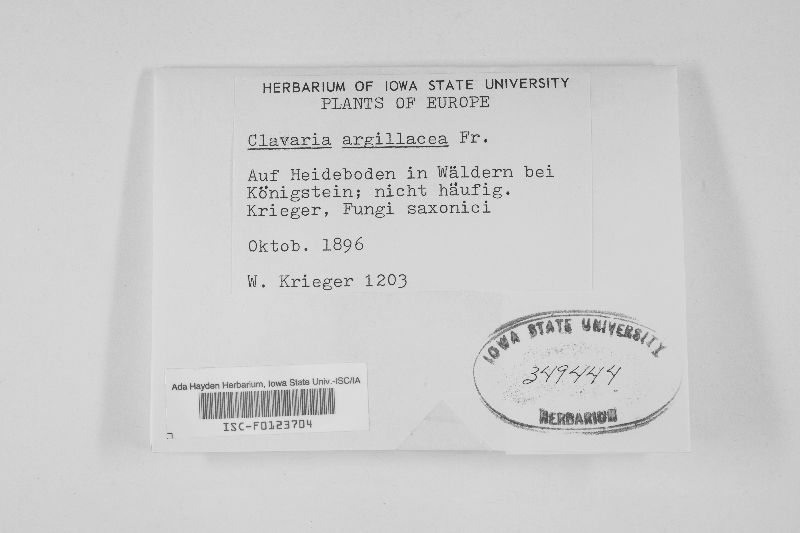 HERBARIUM OF IOWA STATE UNIVERSITY
PLANTS OF EUROPE
Clavaria argillacea Fr.
Auf Heideboden in Wäldern bei
Königstein; nicht häufig.
Krieger, Fungi saxonici
Oktob. 1896
W. Krieger 1203
IOWA STATE UNIVERSITY
349444
HERBARIUM
Ada Hayden Herbarium, Iowa State Univ.-ISC/IA
ISC-F0123704